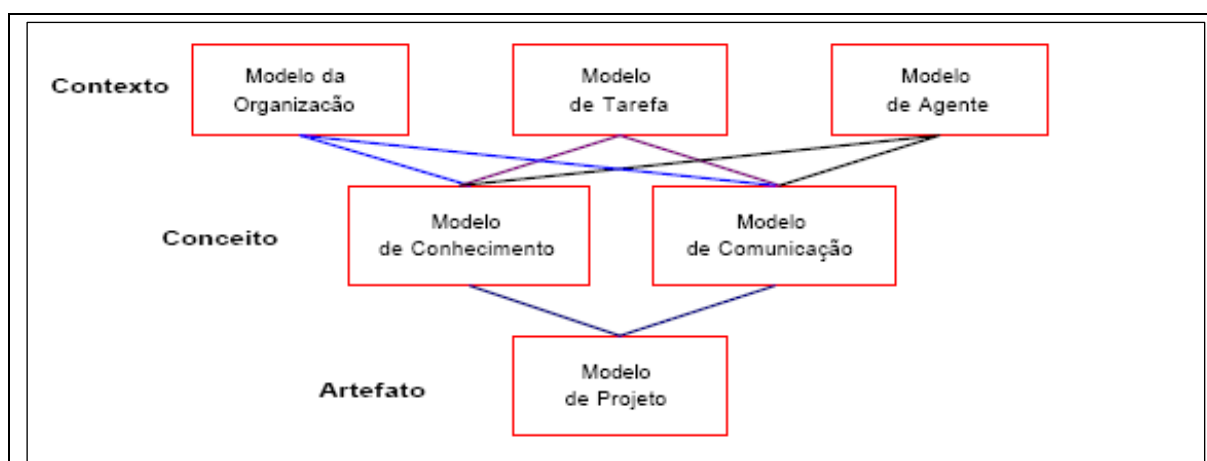 Contexto
Modelo da
Organizacão
Modelo
de Tarefa
Modelo
de Agente
Conceito
Modelo
de Conhecimento
Modelo
de Comunicação
Artefato
Modelo
de Projeto